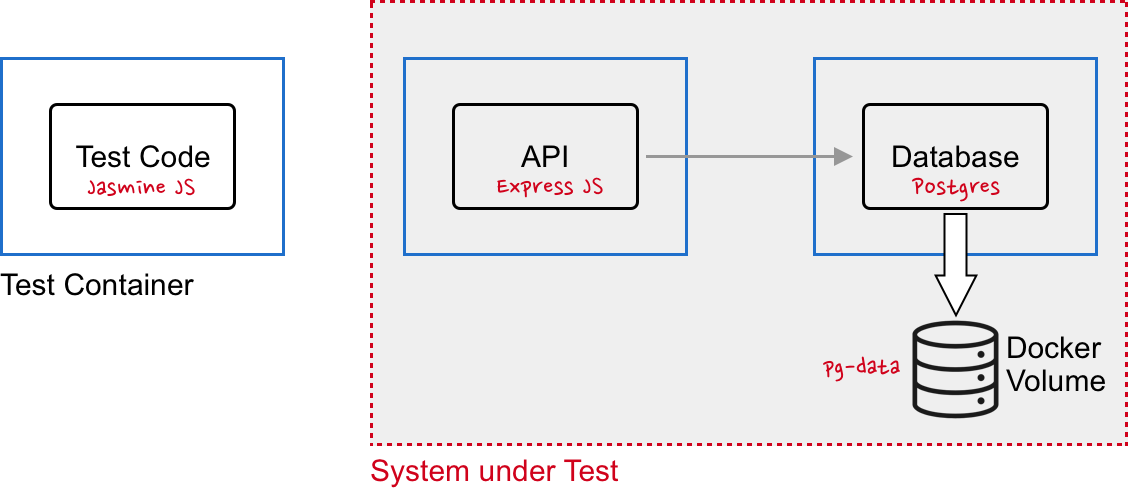 Test Code
Jasmine JS
Test Container
API
Express JS
Database
Postgres
Pg-data
Docker
Volume
System under Test